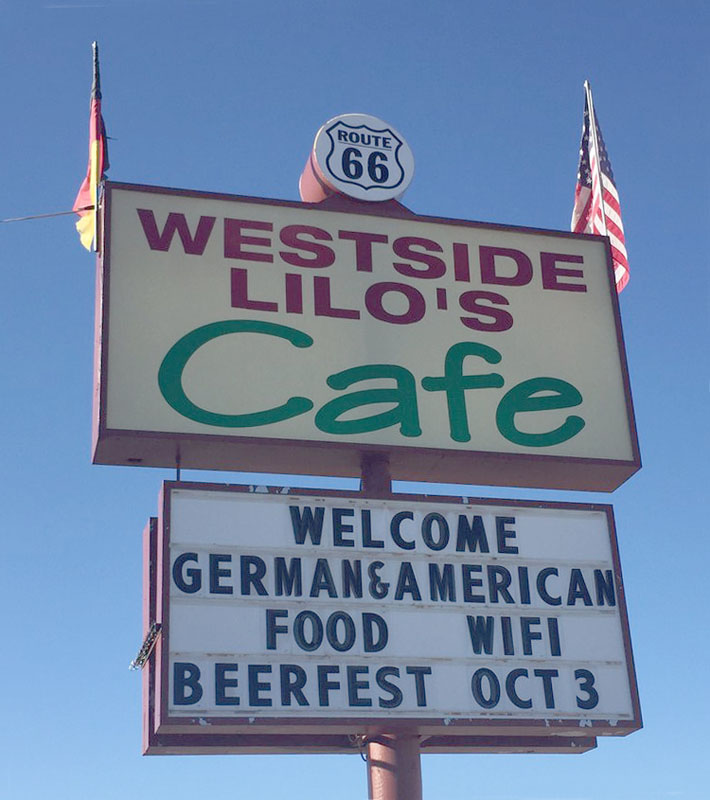 ROUTE
66
WESTSIDE
LILO'S
Cafe
WELCOME
GERMAN&AMERICAN
FOOD WIFI
BEERFEST OCT 3